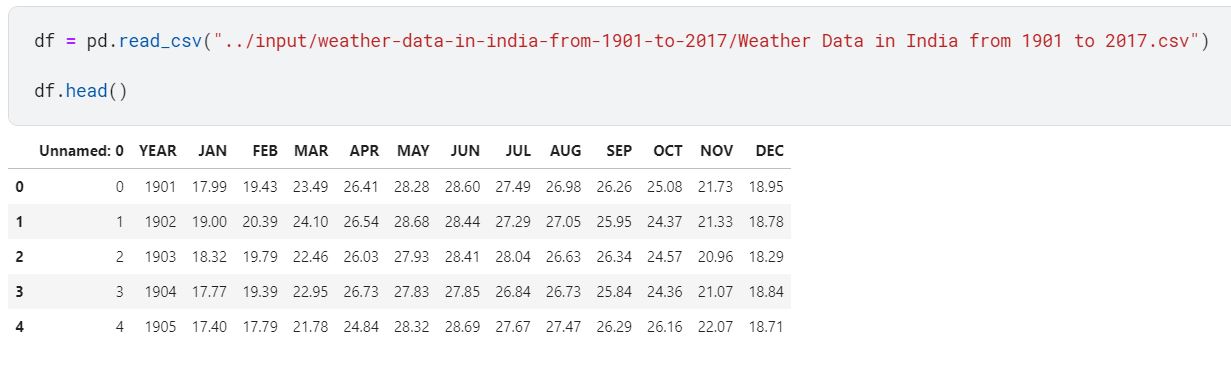 df = pd.read_csv("../input/weather-data-in-india-from-1901-to-2017/Weather Data in India from 1901 to 2017.csv")
df.head()
Unnamed: 0 YEAR JAN FEB MAR APR MAY JUN JUL AUG SEP OCT NOV DEC
0 0 1901 17.99 19.43 23.49 26.41 28.28 28.60 27.49 26.98 26.26 25.08 21.73 18.95
1 1 1902 19.00 20.39 24.10 26.54 28.68 28.44 27.29 27.05 25.95 24.37 21.33 18.78
2 2 1903 18.32 19.79 22.46 26.03 27.93 28.41 28.04 26.63 26.34 24.57 20.96 18.29
3 3 1904 17.77 19.39 22.95 26.73 27.83 27.85 26.84 26.73 25.84 24.36 21.07 18.84
4 4 1905 17.40 17.79 21.78 24.84 28.32 28.69 27.67 27.47 26.29 26.16 22.07 18.71